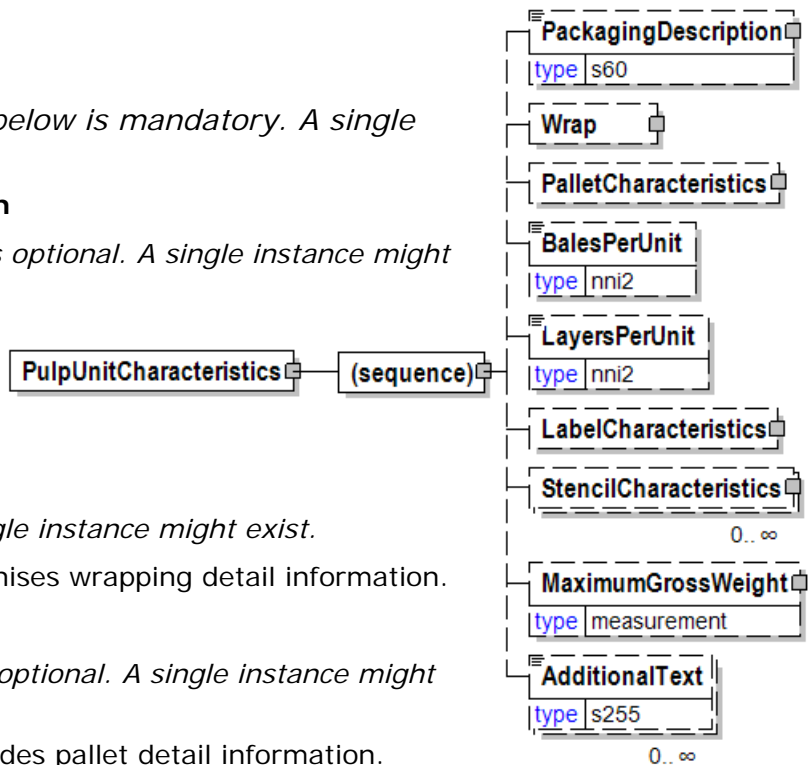 PackagingDescription
type s60
below is mandatory. A single
Wrap
PalletCharacteristics
s optional. A single instance might
BalesPerUnit
type nni2
LayersPerUnit
type nni2
PulpUnitCharacteristics
(sequence)
LabelCharacteristics
StencilCharacteristics
0.. ∞
gle instance might exist.
nises wrapping detail information.
MaximumGrossWeight
type measurement
optional. A single instance might
AdditionalText
type s255
0.. ∞
des pallet detail information.